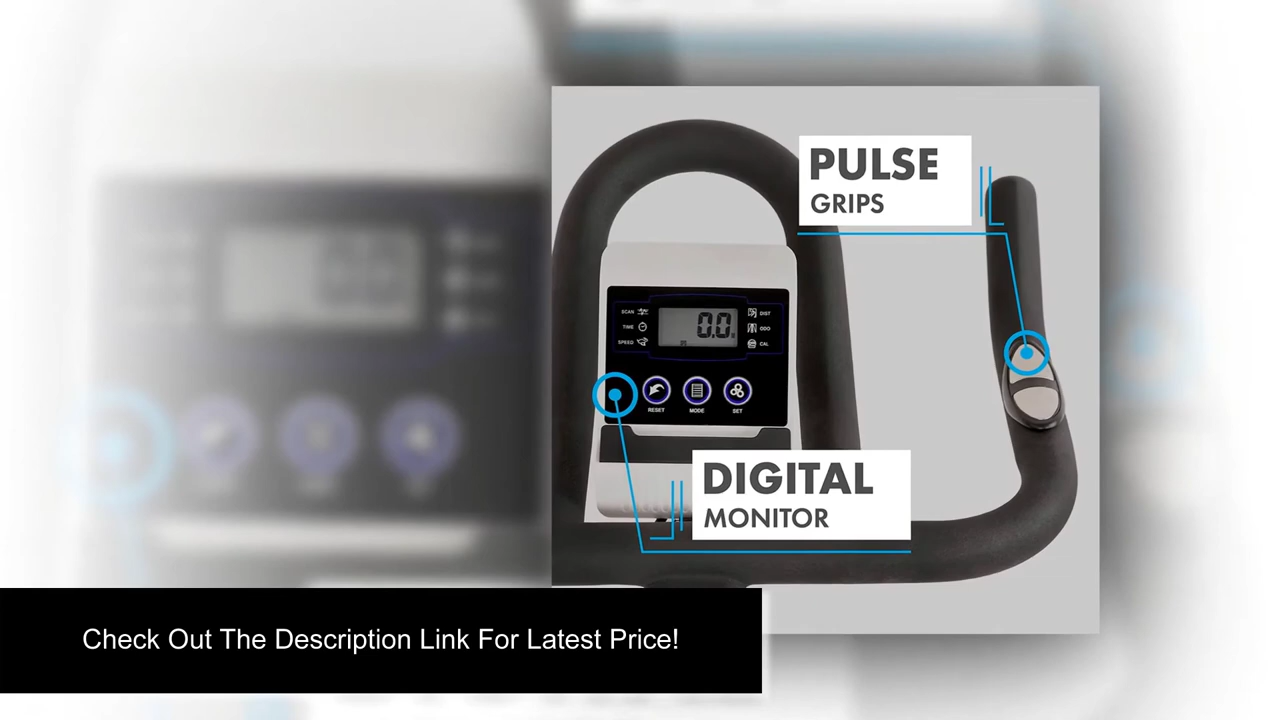 PULSE
GRIPS
SCAN
TIME
SPEED
0.0
DIST
ODO
CAL
RESET
MODE
SET
DIGITAL
MONITOR
Check Out The Description Link For Latest Price!